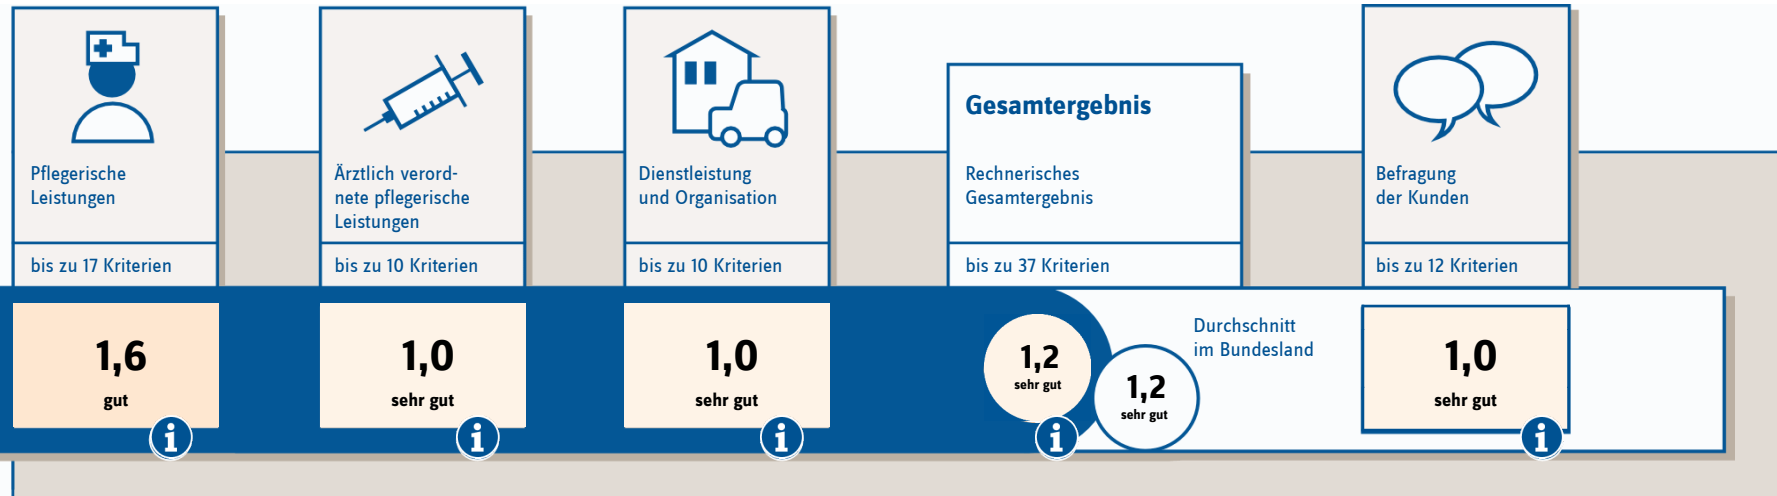 Pflegerische
Leistungen
bis zu 17 Kriterien
1,6
gut
i
Ärztlich verord-
nete pflegerische
Leistungen
bis zu 10 Kriterien
1,0
sehr gut
i
Dienstleistung
und Organisation
bis zu 10 Kriterien
1,0
sehr gut
i
Gesamtergebnis
Rechnerisches
Gesamtergebnis
bis zu 37 Kriterien
1,2
sehr gut
i
1,2
sehr gut
Durchschnitt
im Bundesland
Befragung
der Kunden
bis zu 12 Kriterien
1,0
sehr gut
i